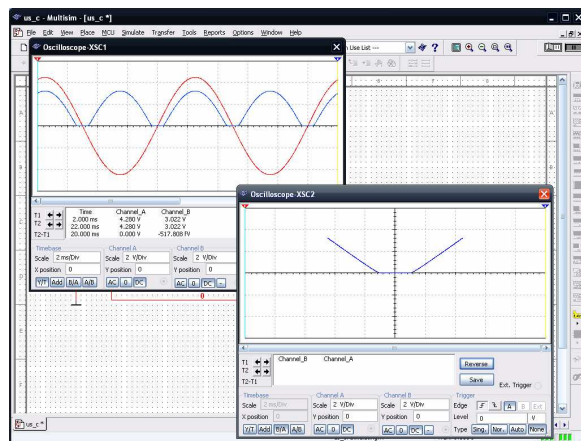 us_c - Multisim - [us_c *]
File Edit View Place MCU Simulate Transfer Tools Reports Options Window Help
Oscilloscope-XSC1
In Use List ---
?
T1
T2
T2-T1
Time Channel_A Channel_B
2.000 ms 4.280 V 3.022 V
22.000 ms 4.280 V 3.022 V
20.000 ms 0.000 V -517.808 fV
Timebase
Scale 2 ms/Div
X position 0
Y/T Add B/A A/B
Channel A
Scale 2 V/Div
Y position 0
AC 0 DC
Channel B
Scale 2 V/Div
Y position 0
AC 0 DC -
0
Oscilloscope-XSC2
T1
T2
T2-T1
Channel_B Channel_A
Reverse
Save
Ext. Trigger
Timebase
Scale 2 ms/Div
X position 0
Y/T Add B/A A/B
Channel A
Scale 2 V/Div
Y position 0
AC 0 DC
Channel B
Scale 2 V/Div
Y position 0
AC 0 DC -
Trigger
Edge A B Ext
Level 0 V
Type Sing. Nor. Auto None
us_c *